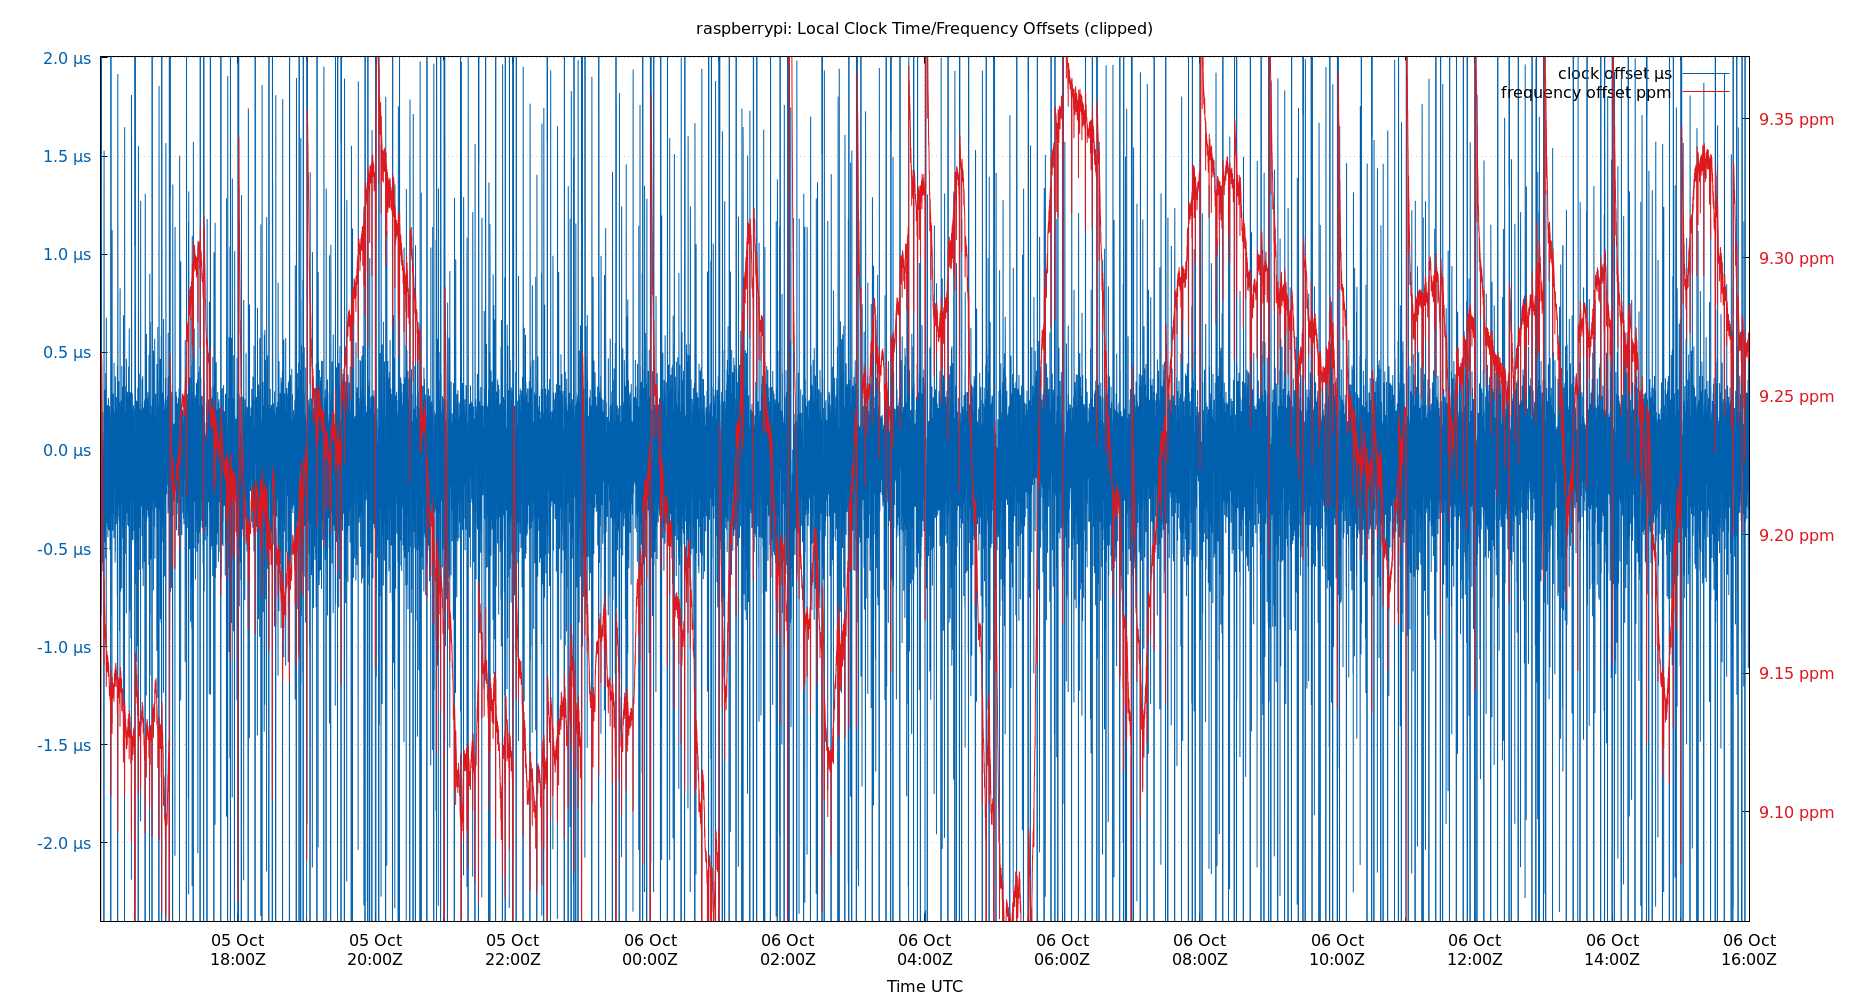 raspberrypi: Local Clock Time/Frequency Offsets (clipped)
2.0 µs
1.5 µs
1.0 µs
0.5 µs
0.0 µs
-0.5 µs
-1.0 µs
-1.5 µs
-2.0 µs
clock offset µs
frequency offset ppm
9.35 ppm
9.30 ppm
9.25 ppm
9.20 ppm
9.15 ppm
9.10 ppm
05 Oct 05 Oct 05 Oct 06 Oct 06 Oct 06 Oct 06 Oct 06 Oct 06 Oct 06 Oct 06 Oct 06 Oct
18:00Z 20:00Z 22:00Z 00:00Z 02:00Z 04:00Z 06:00Z 08:00Z 10:00Z 12:00Z 14:00Z 16:00Z
Time UTC